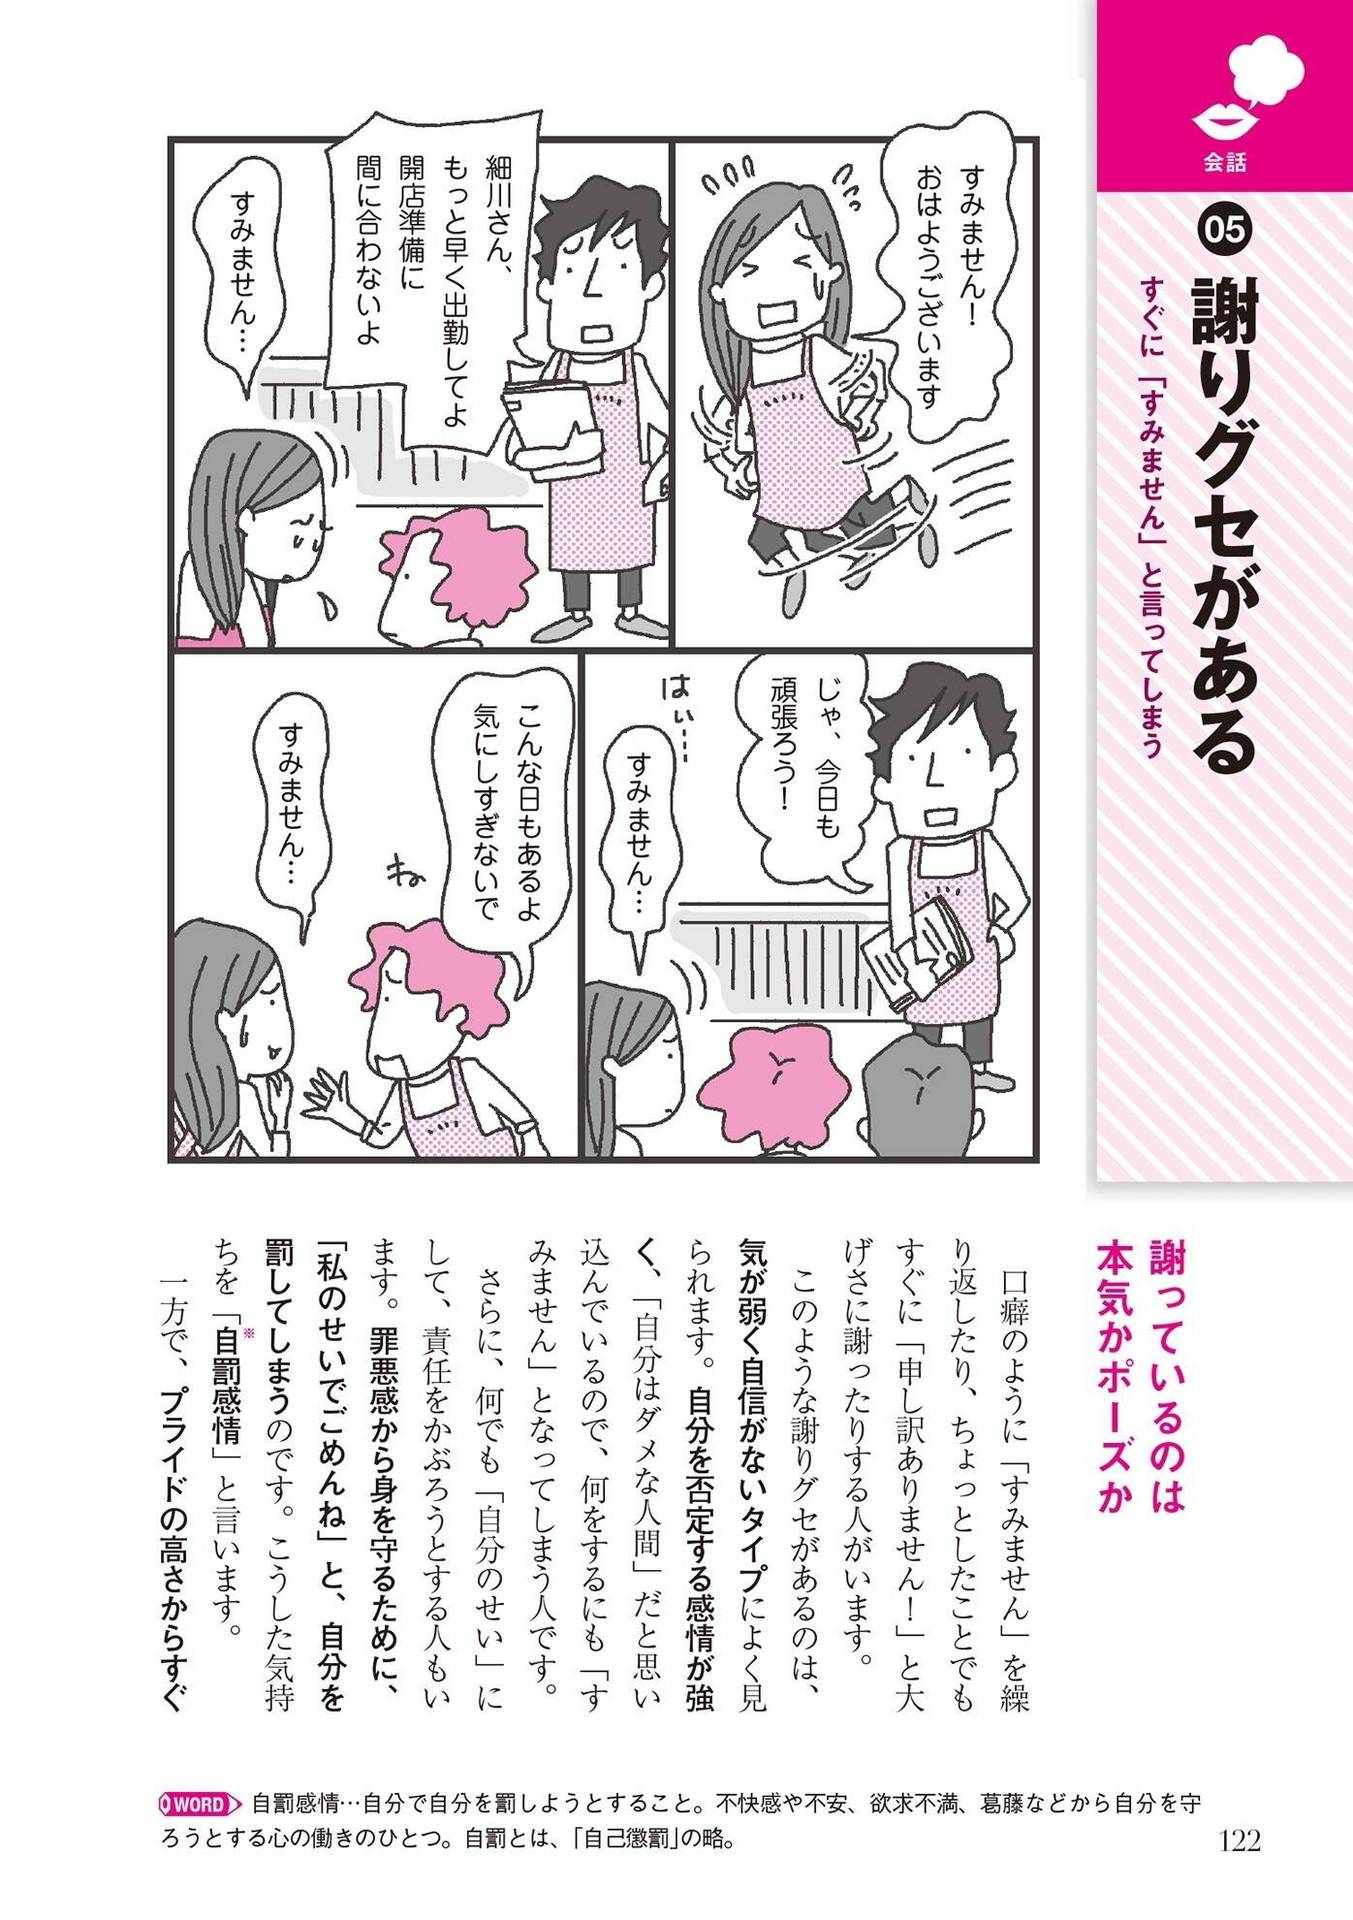 会話
05
謝りグセがある
すぐに「すみません」と言ってしまう
すみません!
おはようございます
細川さん、
もっと早く出勤してよ
開店準備に
間に合わないよ
すみません…
じゃ、今日も
頑張ろう!
はい…
すみません…
こんな日もあるよ
気にしすぎないで
ね
すみません…
謝っているのは
本気かポーズか
口癖のように「すみません」を繰
り返したり、ちょっとしたことでも
すぐに「申し訳ありません!」と大
げさに謝ったりする人がいます。
このような謝りグセがあるのは、
気が弱く自信がないタイプによく見
られます。自分を否定する感情が強
く、「自分はダメな人間」だと思い
込んでいるので、何をするにも「す
みません」となってしまう人です。
さらに、何でも「自分のせい」に
して、責任をかぶろうとする人もい
ます。罪悪感から身を守るために、
「私のせいでごめんね」と、自分を
罰してしまうのです。こうした気持
ちを「自罰感情※」と言います。
一方で、プライドの高さからすぐ
WORD 自罰感情…自分で自分を罰しようとすること。不快感や不安、欲求不満、葛藤などから自分を守
ろうとする心の働きのひとつ。自罰とは、「自己懲罰」の略。
122